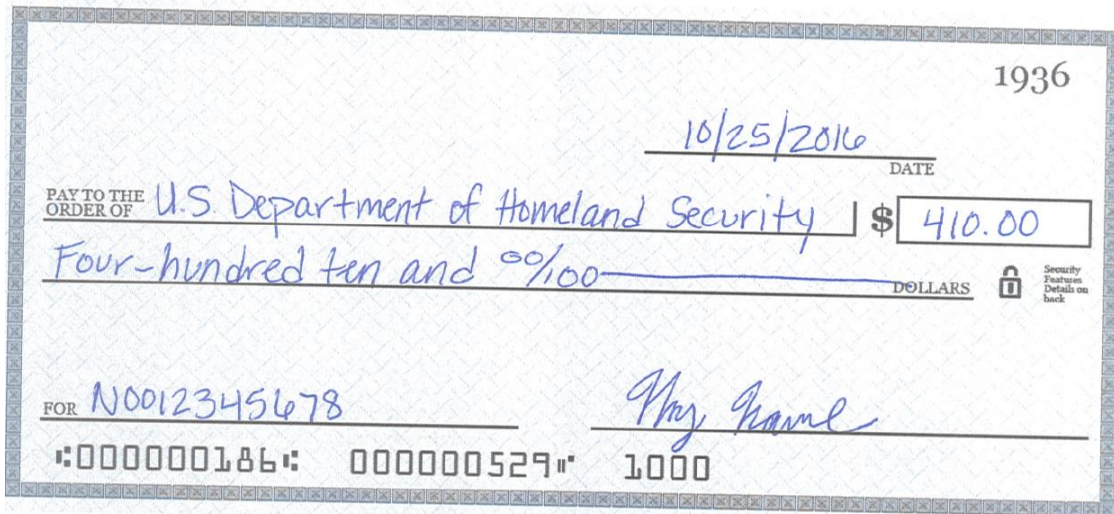 1936
10/25/2016
DATE
PAY TO THE ORDER OF U.S. Department of Homeland Security $ 410.00
Four-hundred ten and 00/100 DOLLARS
Security Features Details on back
FOR N0012345678 My Name
⑆000000186⑆ 000000529⑈ 1000